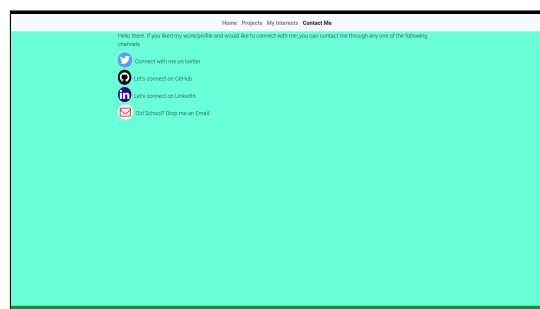 Home Projects My Interests Contact Me
Hello there. If you liked my work/profile and would like to connect with me, you can contact me through any one of the following
channels.
Connect with me on twitter
Let's connect on GitHub
in Let's connect on LinkedIn
Old School? Drop me an Email.